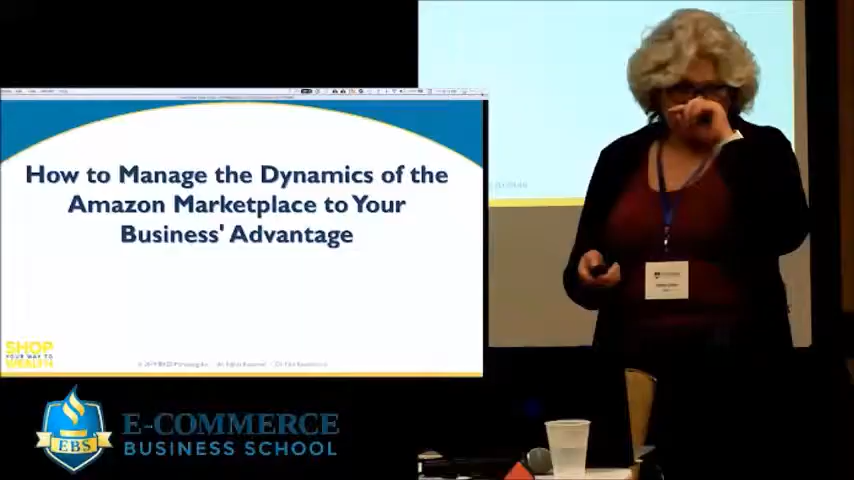 How to Manage the Dynamics of the
Amazon Marketplace to Your
Business' Advantage
SHOP
YOUR WAY TO
WEALTH
EBS
E-COMMERCE
BUSINESS SCHOOL